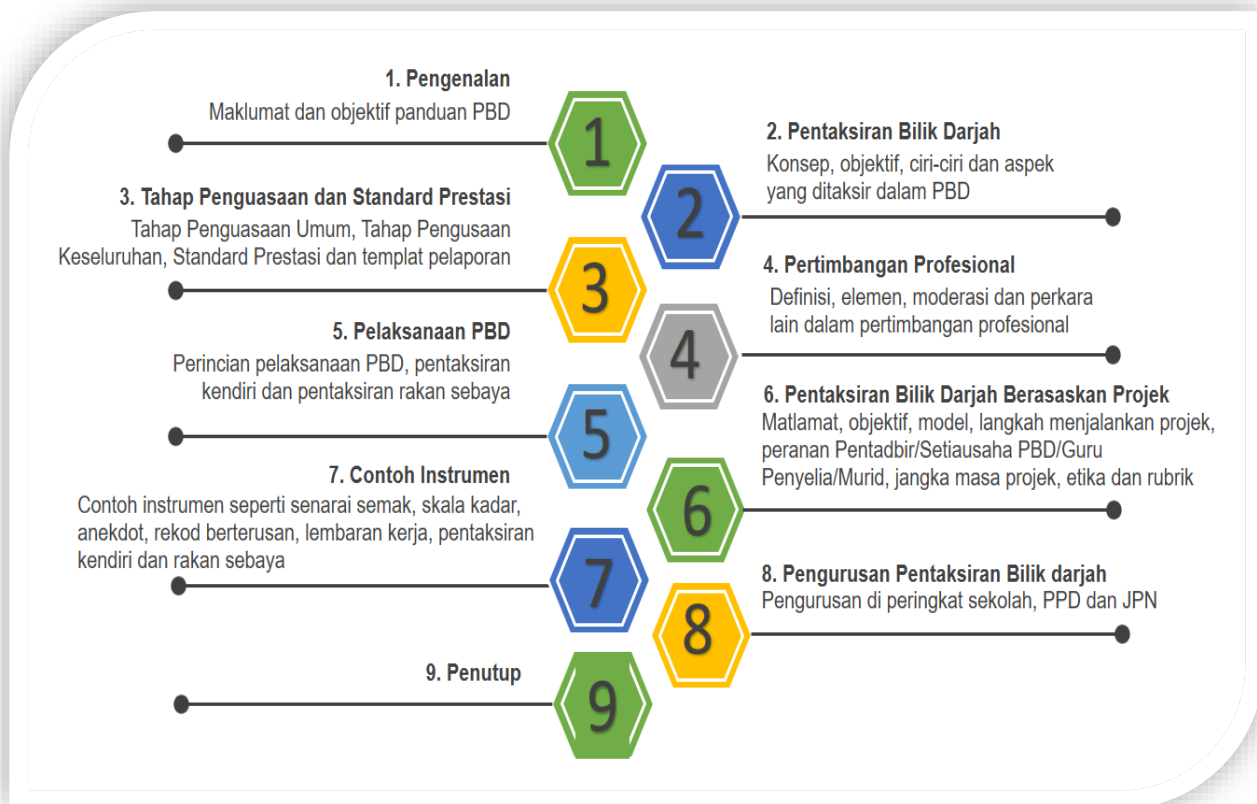 1. Pengenalan
Maklumat dan objektif panduan PBD
1
2. Pentaksiran Bilik Darjah
Konsep, objektif, ciri-ciri dan aspek
yang ditaksir dalam PBD
2
3. Tahap Penguasaan dan Standard Prestasi
Tahap Penguasaan Umum, Tahap Pengusaan
Keseluruhan, Standard Prestasi dan templat pelaporan
3
4. Pertimbangan Profesional
Definisi, elemen, moderasi dan perkara
lain dalam pertimbangan profesional
4
5. Pelaksanaan PBD
Perincian pelaksanaan PBD, pentaksiran
kendiri dan pentaksiran rakan sebaya
5
6. Pentaksiran Bilik Darjah Berasaskan Projek
Matlamat, objektif, model, langkah menjalankan projek,
peranan Pentadbir/Setiausaha PBD/Guru
Penyelia/Murid, jangka masa projek, etika dan rubrik
6
7. Contoh Instrumen
Contoh instrumen seperti senarai semak, skala kadar,
anekdot, rekod berterusan, lembaran kerja, pentaksiran
kendiri dan rakan sebaya
7
8. Pengurusan Pentaksiran Bilik darjah
Pengurusan di peringkat sekolah, PPD dan JPN
8
9. Penutup
9